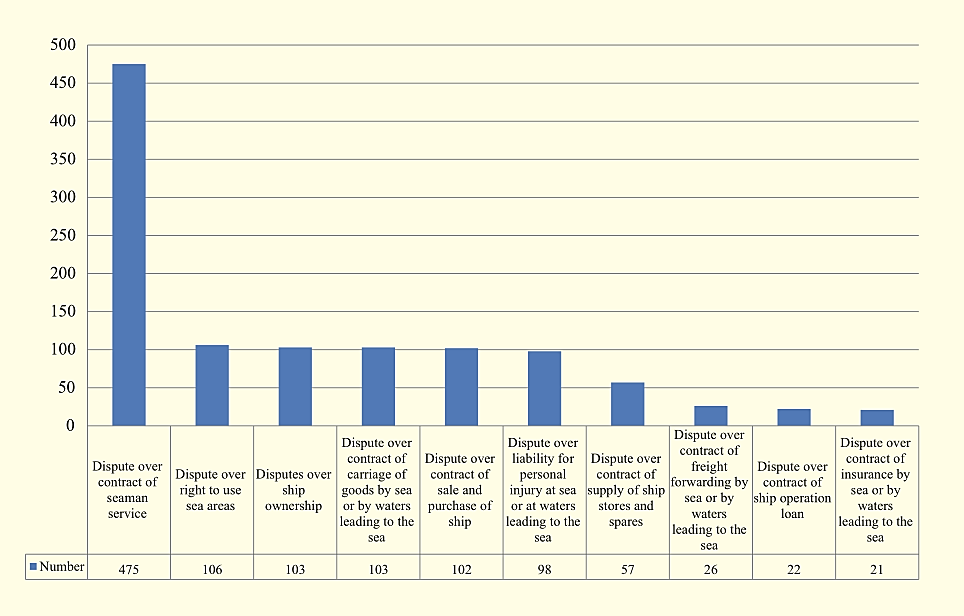 500
450
400
350
300
250
200
150
100
50
0
Dispute over
contract of
seaman
service
Dispute over
right to use
sea areas
Disputes over
ship
ownership
Dispute over
contract of
carriage of
goods by sea
or by waters
leading to the
sea
Dispute over
contract of
sale and
purchase of
ship
Dispute over
liability for
personal
injury at sea
or at waters
leading to the
sea
Dispute over
contract of
supply of ship
stores and
spares
Dispute over
contract of
freight
forwarding by
sea or by
waters
leading to the
sea
Dispute over
contract of
ship operation
loan
Dispute over
contract of
insurance by
sea or by
waters
leading to the
sea
Number 475 106 103 103 102 98 57 26 22 21